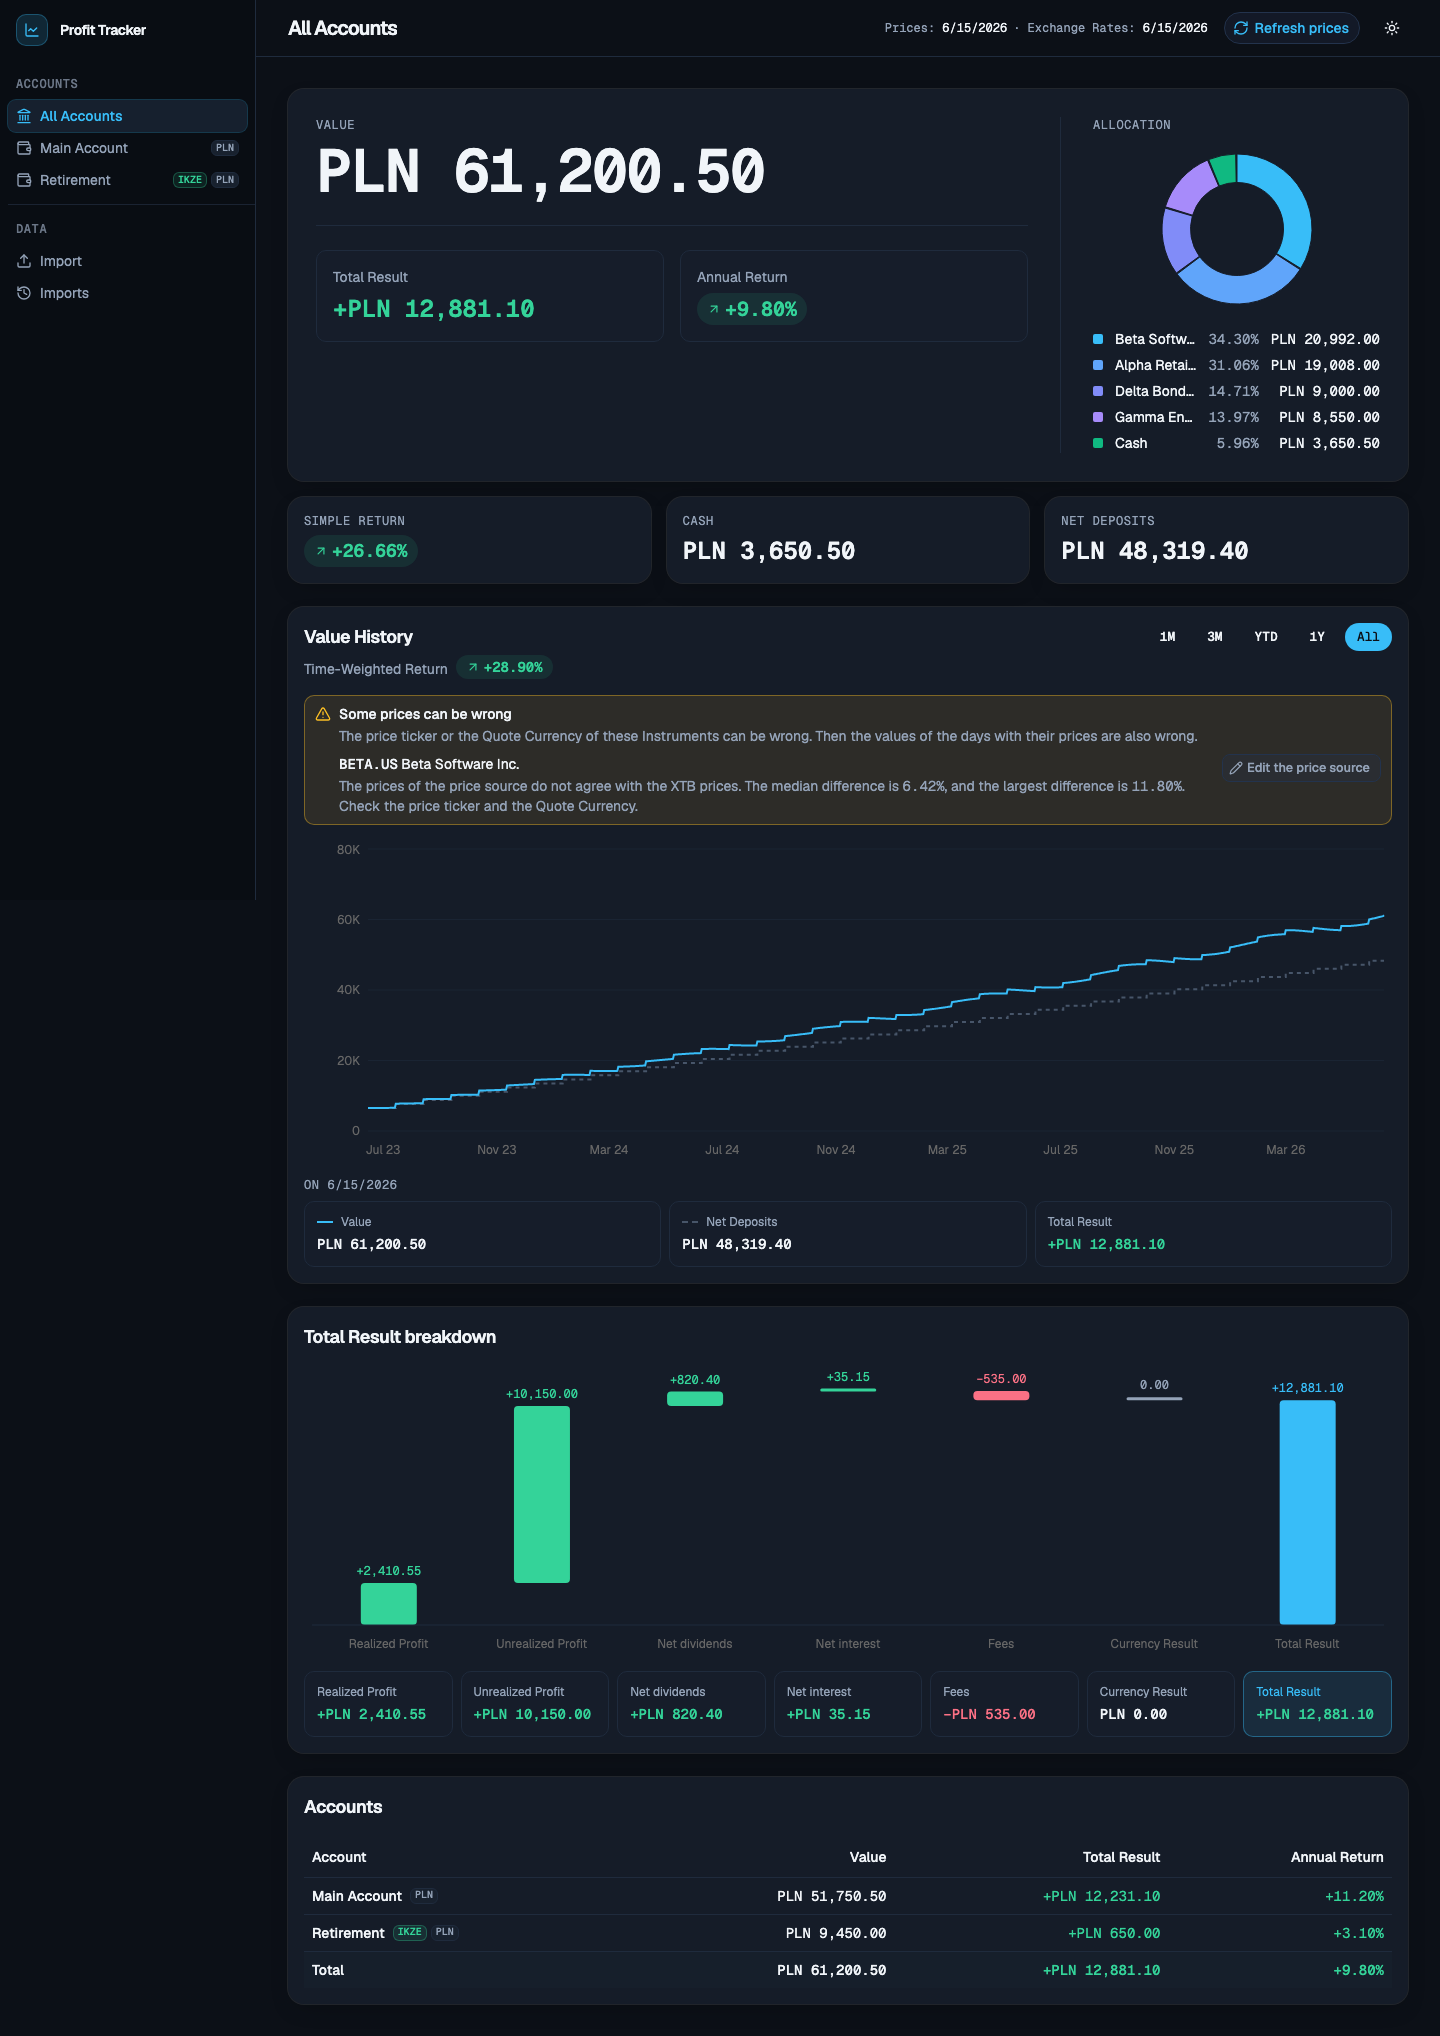 Profit Tracker
All Accounts
Prices: 6/15/2026 · Exchange Rates: 6/15/2026
Refresh prices
ACCOUNTS
All Accounts
Main Account PLN
Retirement IKZE PLN
DATA
Import
Imports
VALUE
PLN 61,200.50
Total Result
+PLN 12,881.10
Annual Return
+9.80%
ALLOCATION
Beta Softw… 34.30% PLN 20,992.00
Alpha Retai… 31.06% PLN 19,008.00
Delta Bond… 14.71% PLN 9,000.00
Gamma En… 13.97% PLN 8,550.00
Cash 5.96% PLN 3,650.50
SIMPLE RETURN
+26.66%
CASH
PLN 3,650.50
NET DEPOSITS
PLN 48,319.40
Value History
1M 3M YTD 1Y All
Time-Weighted Return +28.90%
Some prices can be wrong
The price ticker or the Quote Currency of these Instruments can be wrong. Then the values of the days with their prices are also wrong.
BETA.US Beta Software Inc.
The prices of the price source do not agree with the XTB prices. The median difference is 6.42%, and the largest difference is 11.80%.
Check the price ticker and the Quote Currency.
Edit the price source
80K
60K
40K
20K
0
Jul 23 Nov 23 Mar 24 Jul 24 Nov 24 Mar 25 Jul 25 Nov 25 Mar 26
ON 6/15/2026
Value
PLN 61,200.50
Net Deposits
PLN 48,319.40
Total Result
+PLN 12,881.10
Total Result breakdown
+2,410.55 +10,150.00 +820.40 +35.15 −535.00 0.00 +12,881.10
Realized Profit Unrealized Profit Net dividends Net interest Fees Currency Result Total Result
Realized Profit
+PLN 2,410.55
Unrealized Profit
+PLN 10,150.00
Net dividends
+PLN 820.40
Net interest
+PLN 35.15
Fees
−PLN 535.00
Currency Result
PLN 0.00
Total Result
+PLN 12,881.10
Accounts
Account Value Total Result Annual Return
Main Account PLN PLN 51,750.50 +PLN 12,231.10 +11.20%
Retirement IKZE PLN PLN 9,450.00 +PLN 650.00 +3.10%
Total PLN 61,200.50 +PLN 12,881.10 +9.80%